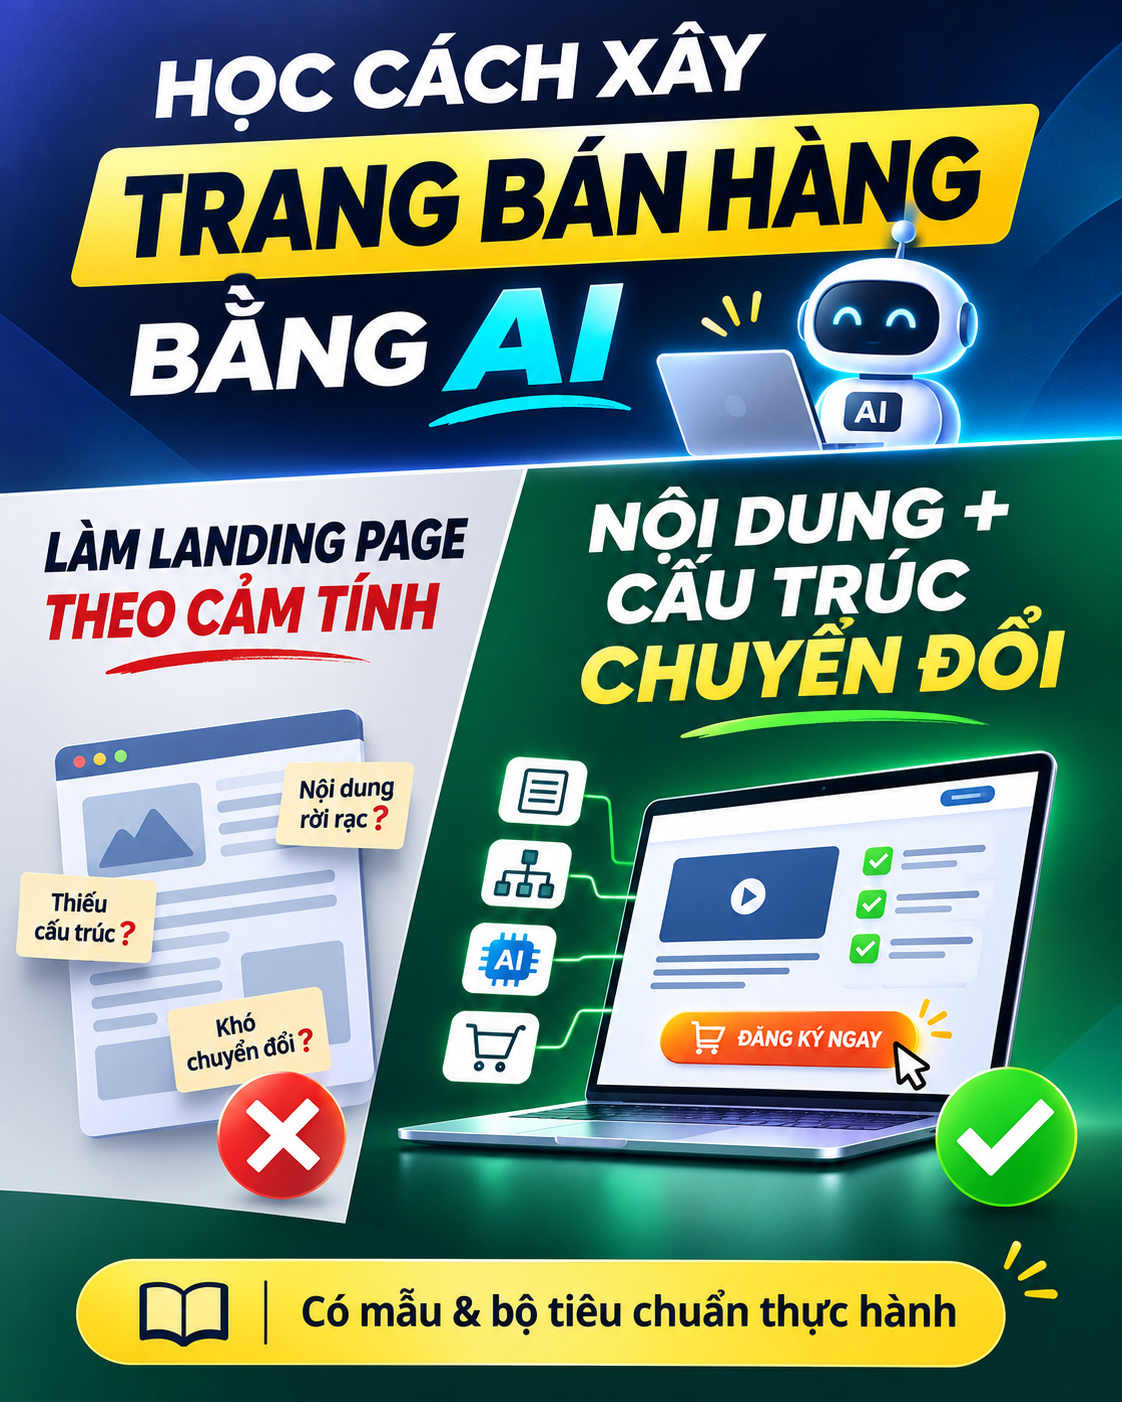 HỌC CÁCH XÂY
TRANG BÁN HÀNG
BẰNG AI
AI
LÀM LANDING PAGE
THEO CẢM TÍNH
Nội dung
rời rạc ?
Thiếu
cấu trúc ?
Khó
chuyển đổi ?
NỘI DUNG +
CẤU TRÚC
CHUYỂN ĐỔI
AI
ĐĂNG KÝ NGAY
Có mẫu & bộ tiêu chuẩn thực hành